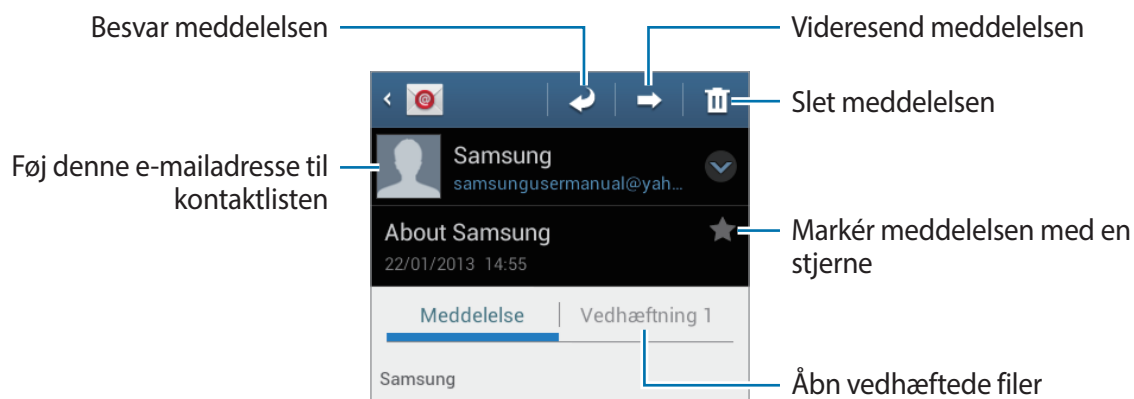 Besvar meddelelsen
Videresend meddelelsen
Slet meddelelsen
Føj denne e-mailadresse til
kontaktlisten
Samsung
samsungusermanual@yah...
About Samsung
22/01/2013 14:55
Markér meddelelsen med en
stjerne
Meddelelse
Vedhæftning 1
Samsung
Åbn vedhæftede filer